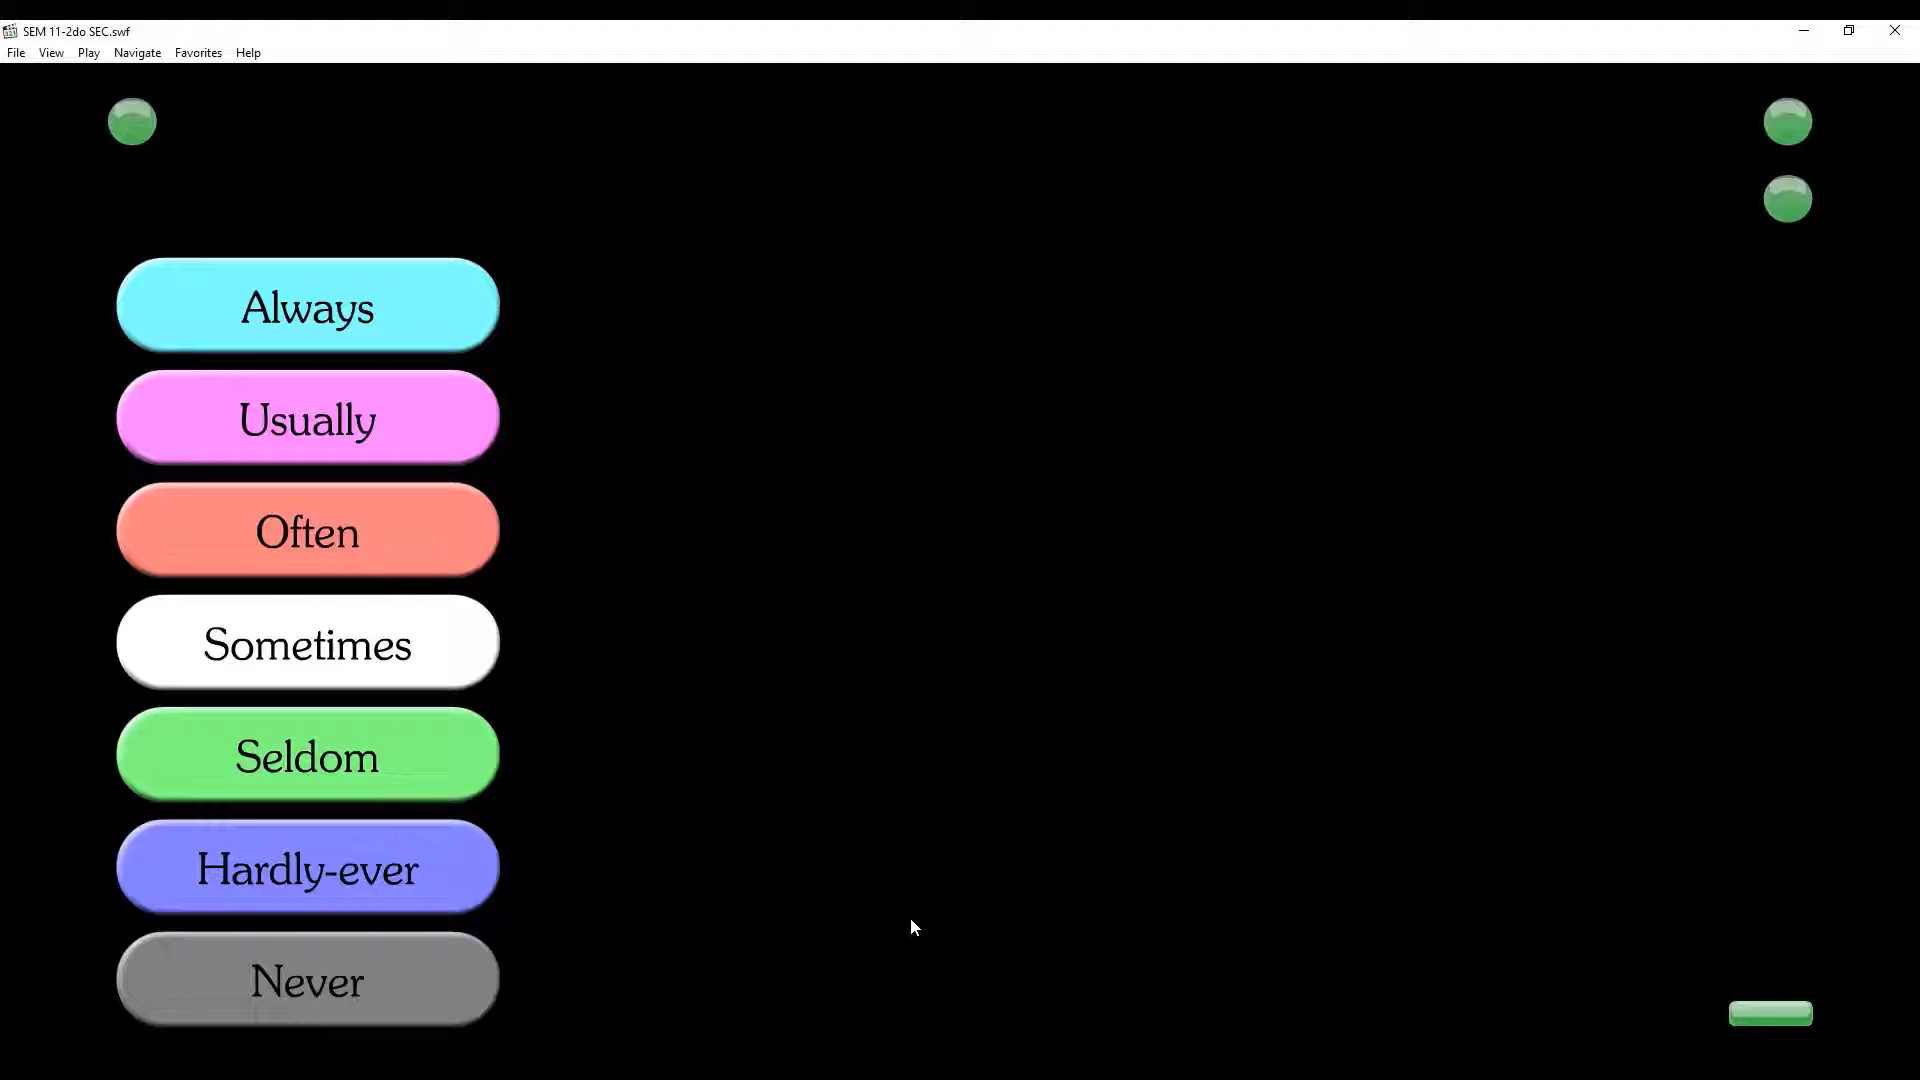 SEM 11-2do SEC.swf
File View Play Navigate Favorites Help
Always
Usually
Often
Sometimes
Seldom
Hardly-ever
Never